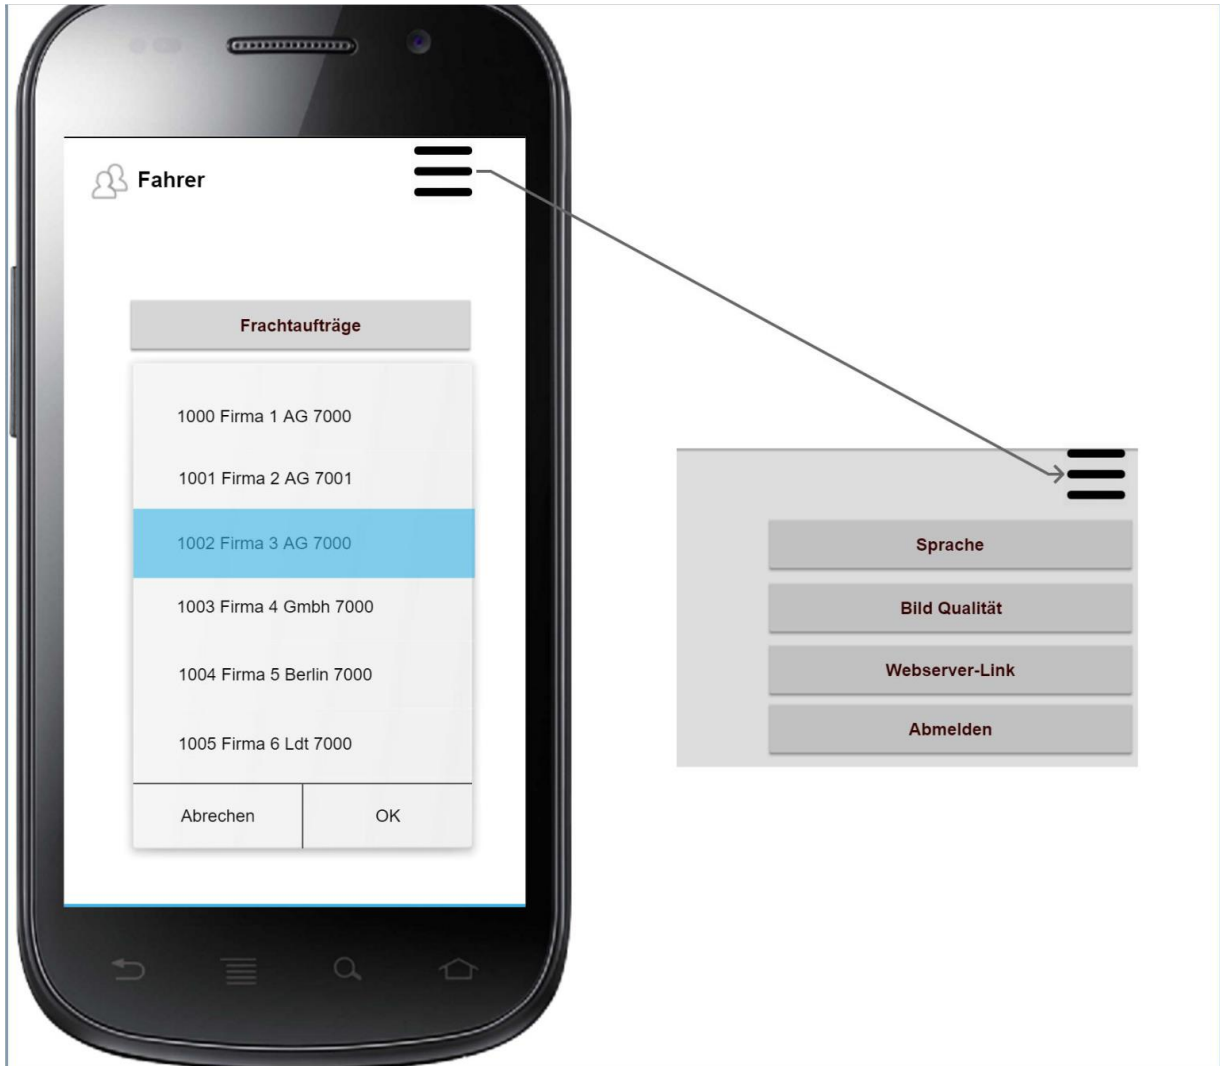 Fahrer
Frachtaufträge
1000 Firma 1 AG 7000
1001 Firma 2 AG 7001
1002 Firma 3 AG 7000
1003 Firma 4 Gmbh 7000
1004 Firma 5 Berlin 7000
1005 Firma 6 Ldt 7000
Abrechen OK
Sprache
Bild Qualität
Webserver-Link
Abmelden